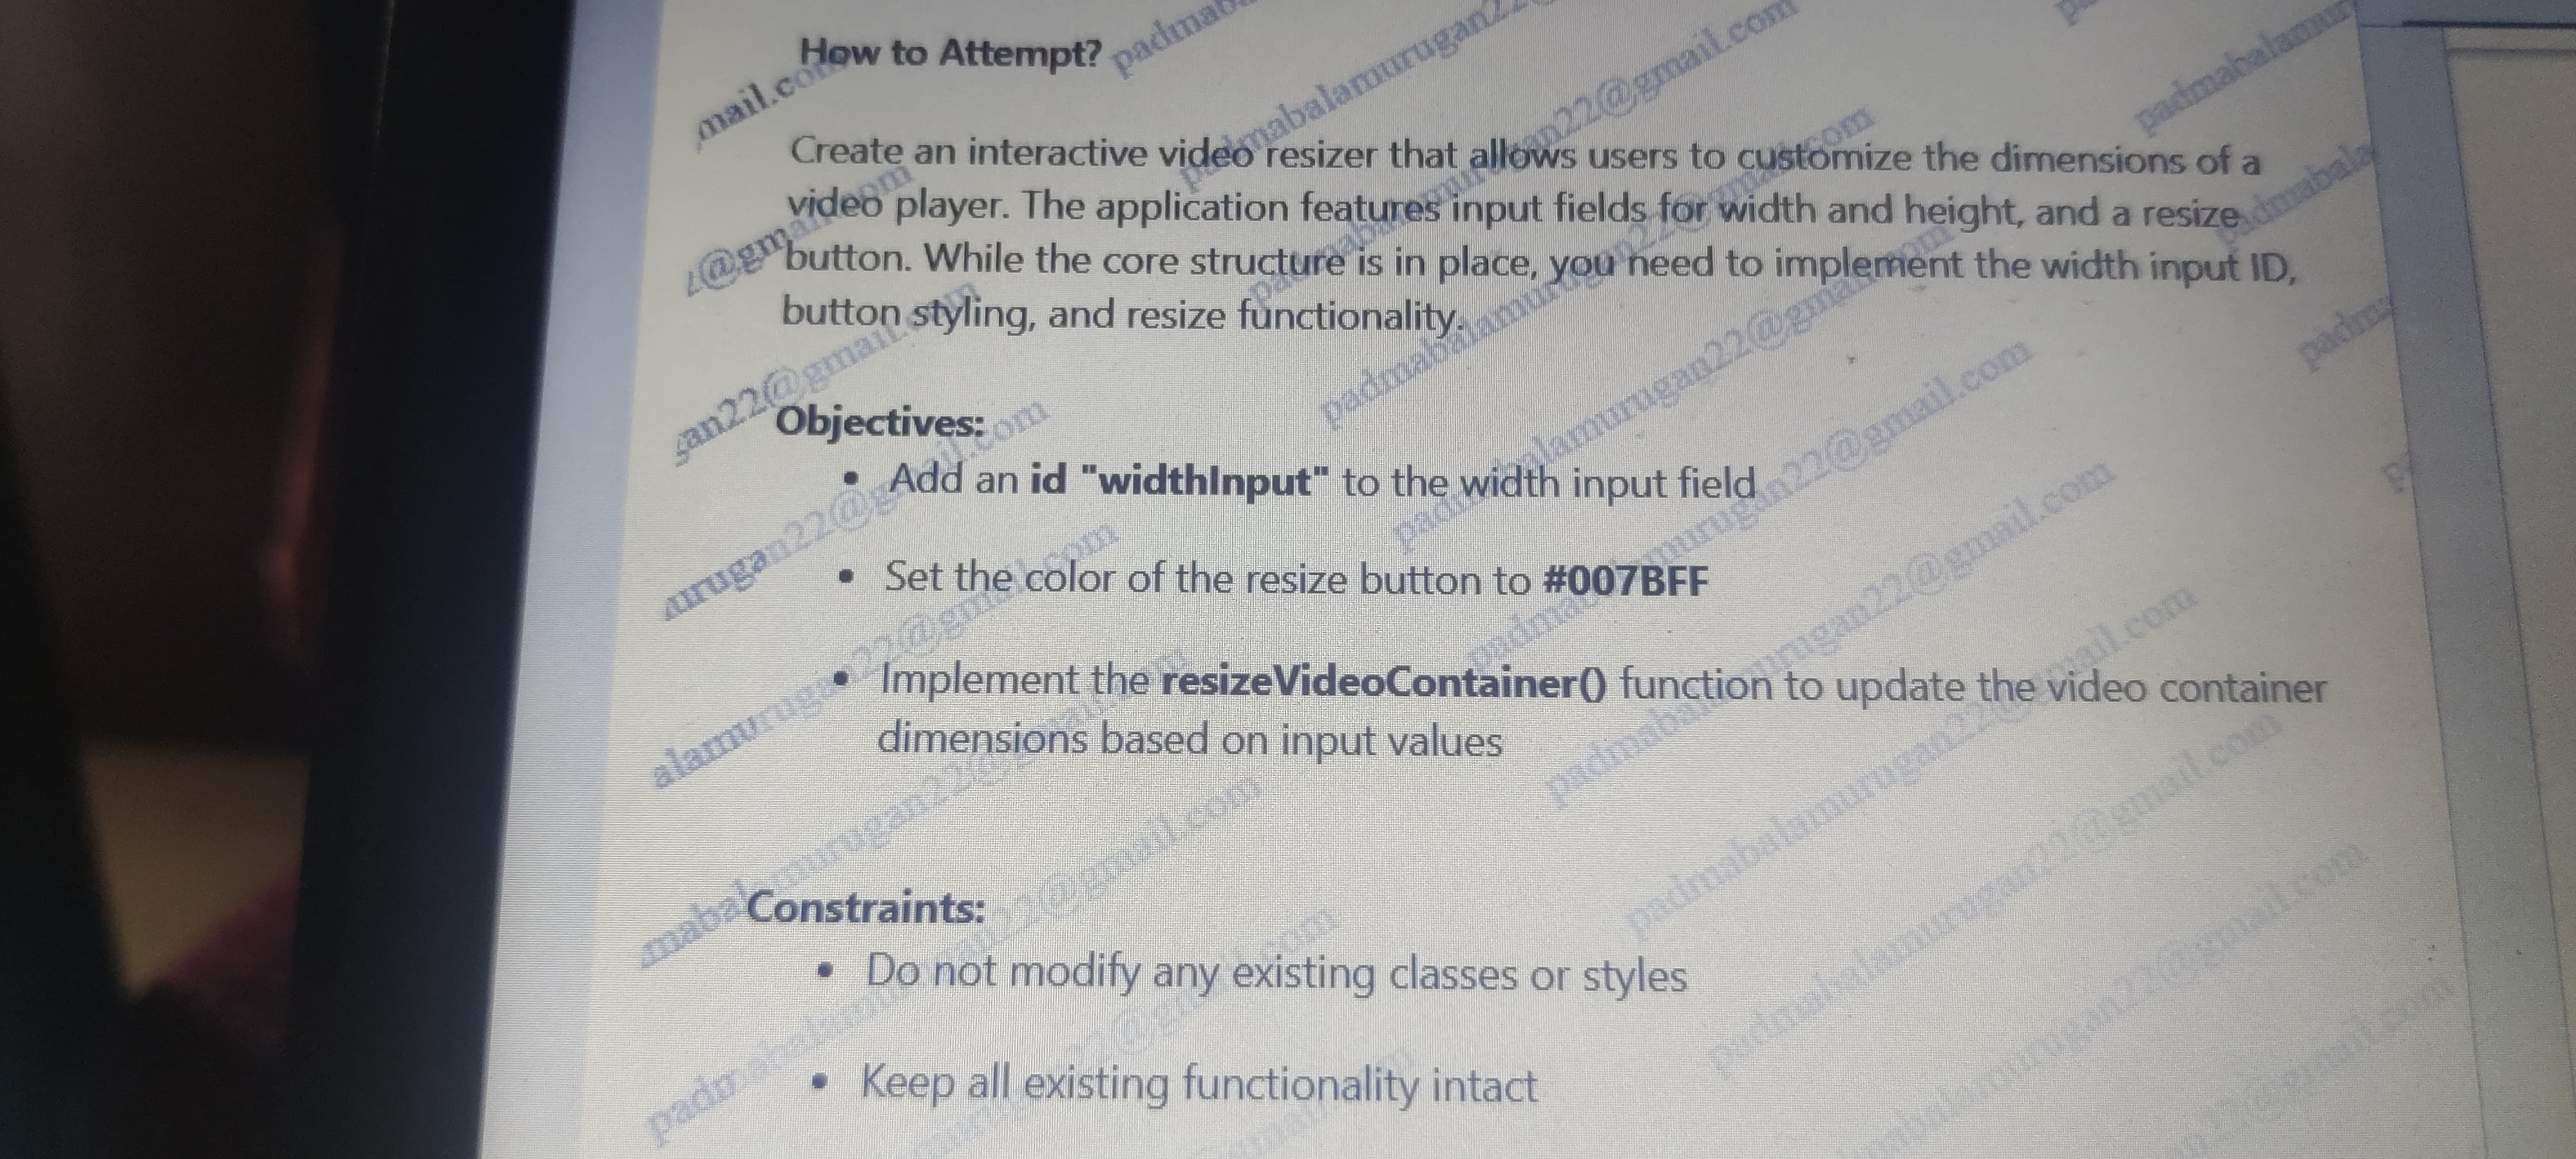 How to Attempt?
Create an interactive video resizer that allows users to customize the dimensions of a
video player. The application features input fields for width and height, and a resize
button. While the core structure is in place, you need to implement the width input ID,
button styling, and resize functionality.
Objectives:
• Add an id "widthInput" to the width input field
• Set the color of the resize button to #007BFF
• Implement the resizeVideoContainer() function to update the video container
dimensions based on input values
Constraints:
• Do not modify any existing classes or styles
• Keep all existing functionality intact